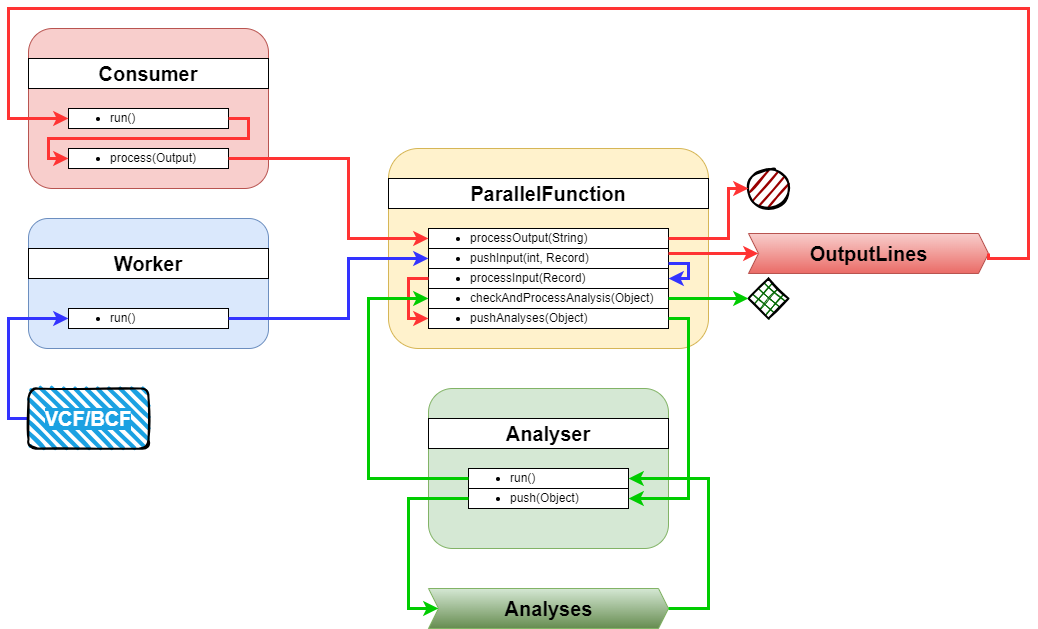 Consumer
• run()
• process(Output)
Worker
• run()
VCF/BCF
ParallelFunction
• processOutput(String)
• pushInput(int, Record)
• processInput(Record)
• checkAndProcessAnalysis(Object)
• pushAnalyses(Object)
OutputLines
Analyser
• run()
• push(Object)
Analyses